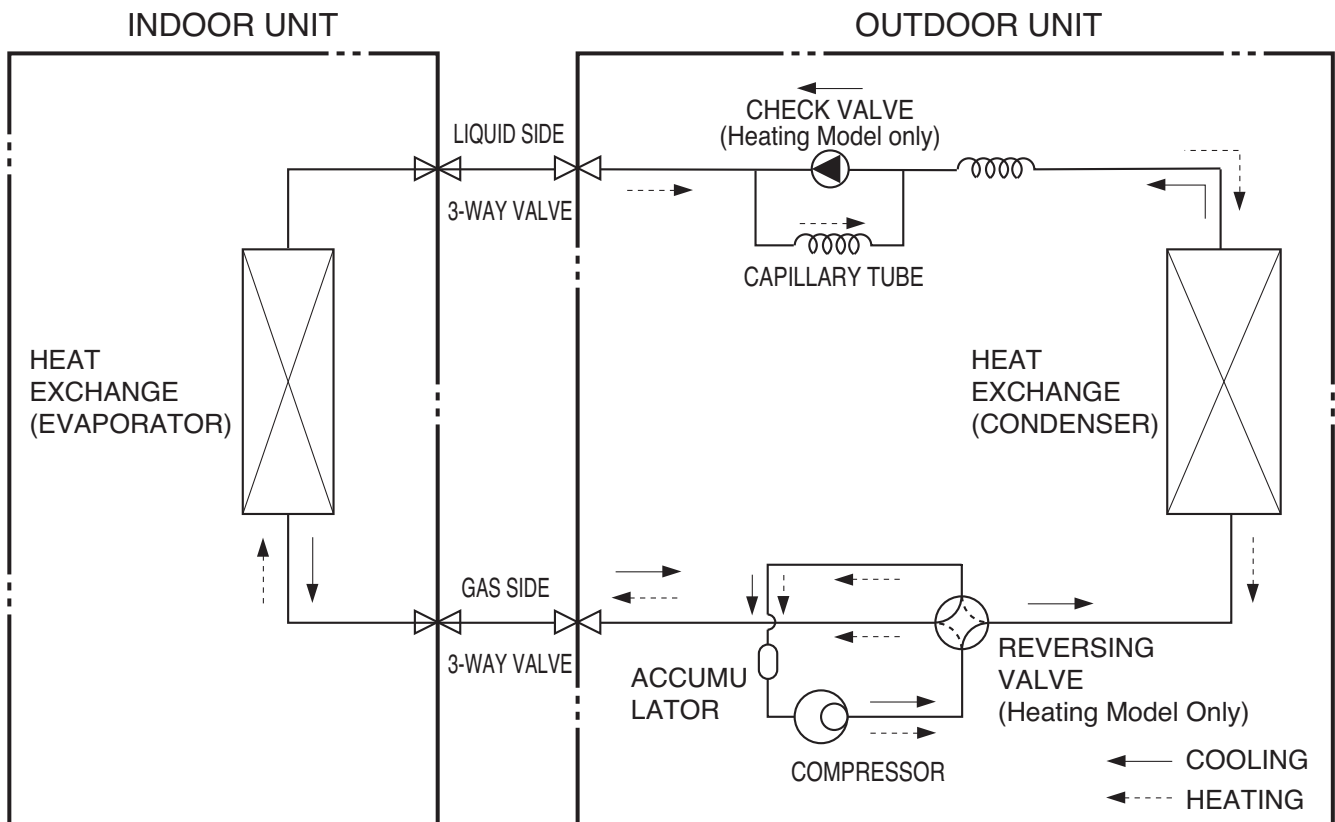 INDOOR UNIT
OUTDOOR UNIT
LIQUID SIDE
3-WAY VALVE
CHECK VALVE
(Heating Model only)
CAPILLARY TUBE
HEAT
EXCHANGE
(EVAPORATOR)
HEAT
EXCHANGE
(CONDENSER)
GAS SIDE
3-WAY VALVE
ACCUMU
LATOR
REVERSING
VALVE
(Heating Model Only)
COMPRESSOR
COOLING
HEATING